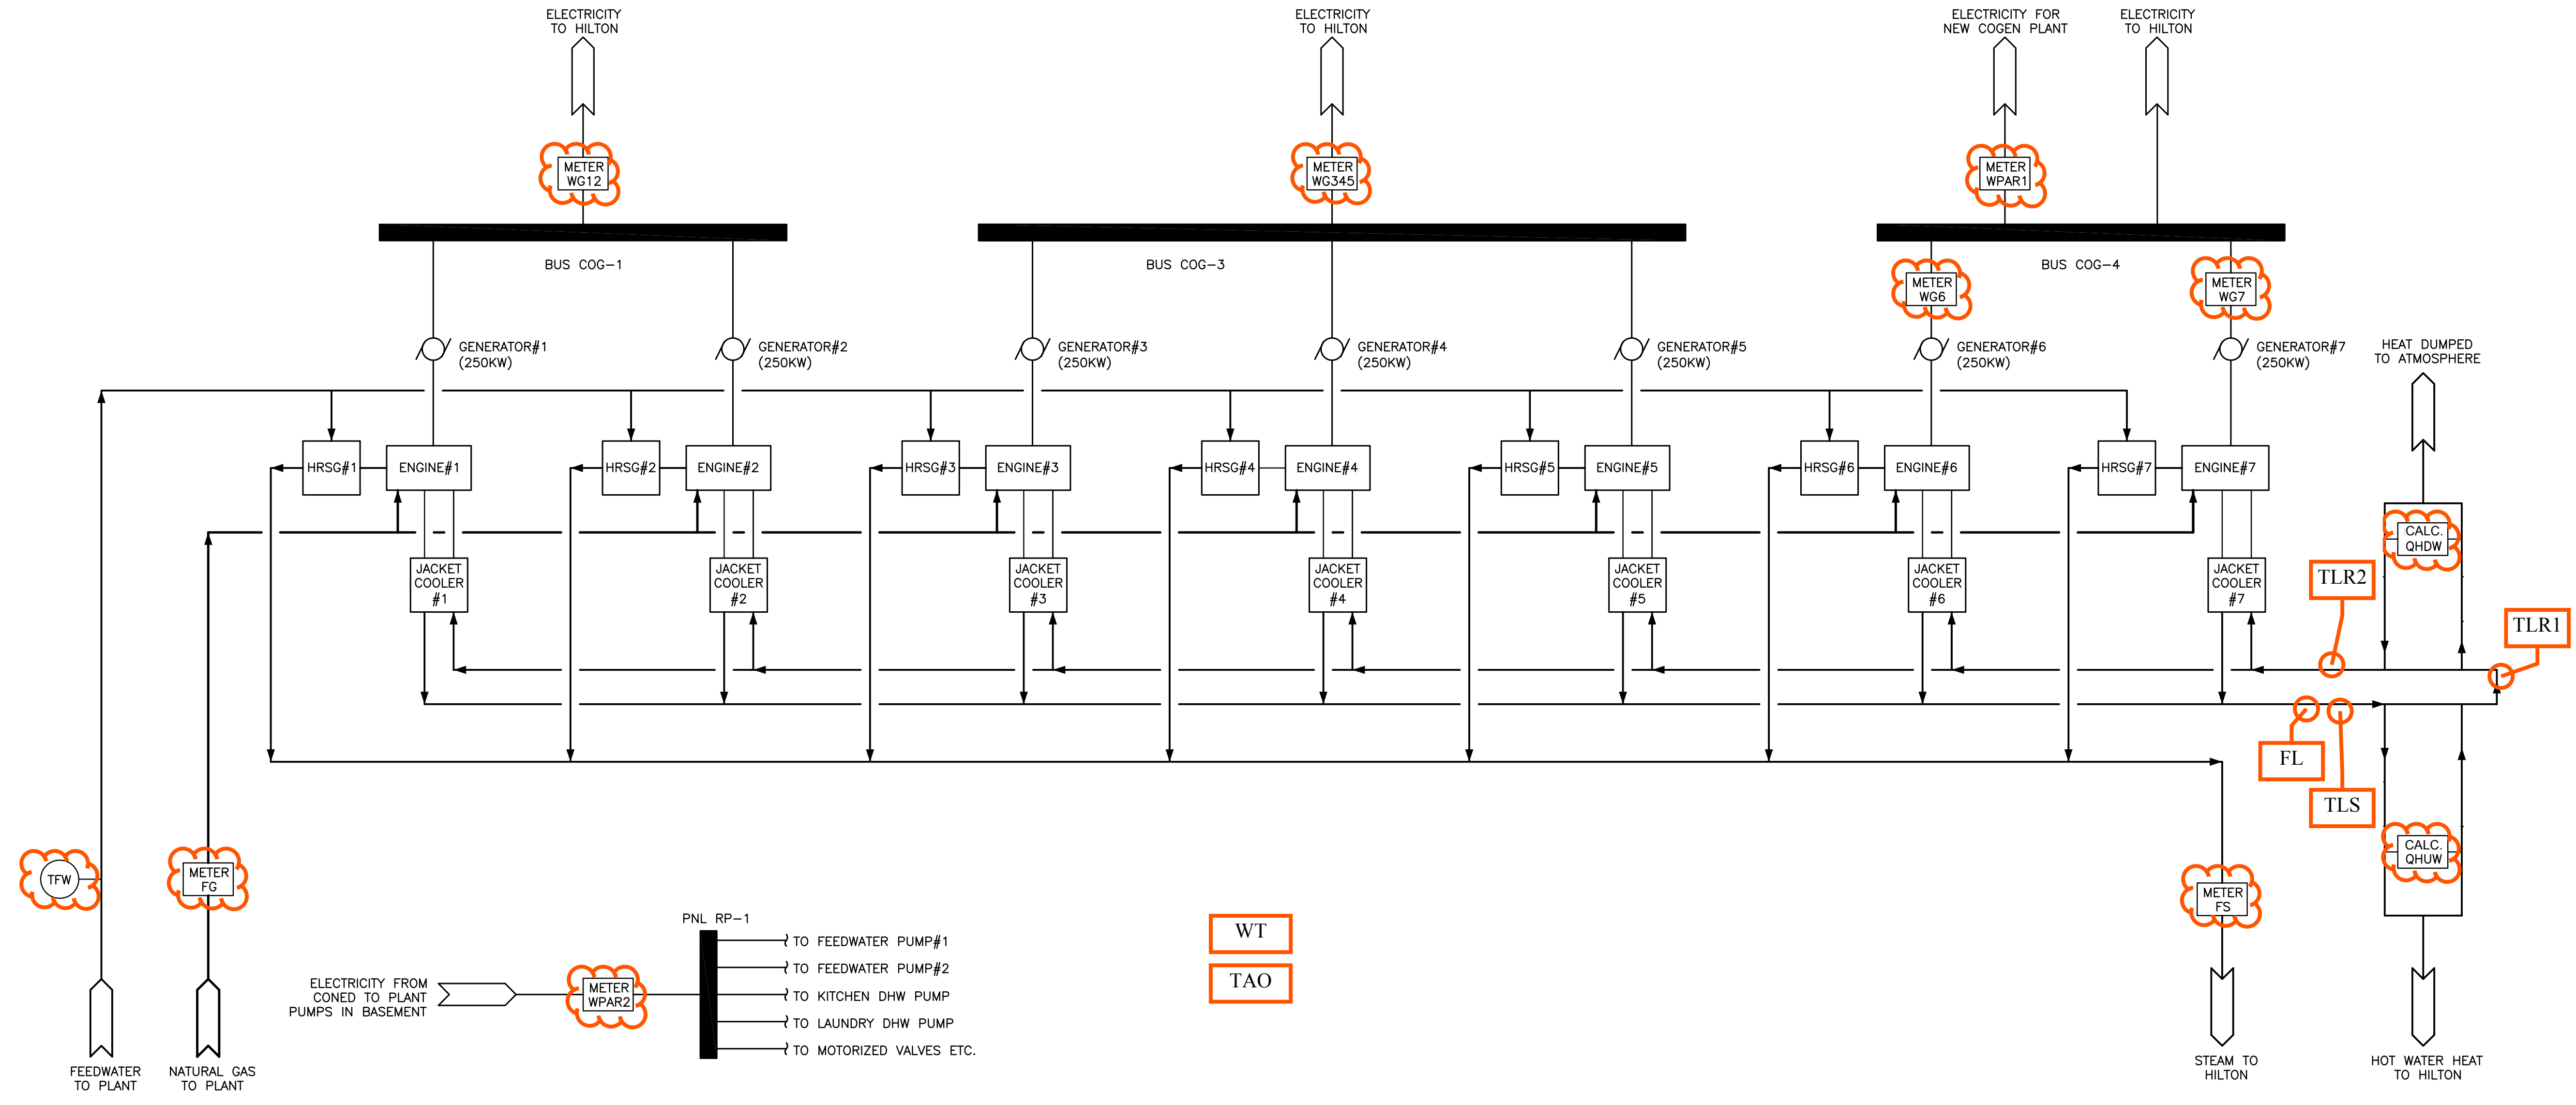 ELECTRICITY
TO HILTON
ELECTRICITY
TO HILTON
ELECTRICITY FOR
NEW COGEN PLANT
ELECTRICITY
TO HILTON
METER
WG12
METER
WG345
METER
WPAR1
BUS COG-1
BUS COG-3
BUS COG-4
METER
WG6
METER
WG7
GENERATOR#1
(250KW)
GENERATOR#2
(250KW)
GENERATOR#3
(250KW)
GENERATOR#4
(250KW)
GENERATOR#5
(250KW)
GENERATOR#6
(250KW)
GENERATOR#7
(250KW)
HEAT DUMPED
TO ATMOSPHERE
HRSG#1
ENGINE#1
HRSG#2
ENGINE#2
HRSG#3
ENGINE#3
HRSG#4
ENGINE#4
HRSG#5
ENGINE#5
HRSG#6
ENGINE#6
HRSG#7
ENGINE#7
CALC.
QHDW
JACKET
COOLER
#1
JACKET
COOLER
#2
JACKET
COOLER
#3
JACKET
COOLER
#4
JACKET
COOLER
#5
JACKET
COOLER
#6
JACKET
COOLER
#7
TLR2
TLR1
FL
TLS
CALC.
QHUW
TFW
METER
FG
METER
FS
PNL RP-1
TO FEEDWATER PUMP#1
TO FEEDWATER PUMP#2
TO KITCHEN DHW PUMP
TO LAUNDRY DHW PUMP
TO MOTORIZED VALVES ETC.
ELECTRICITY FROM
CONED TO PLANT
PUMPS IN BASEMENT
METER
WPAR2
WT
TAO
FEEDWATER
TO PLANT
NATURAL GAS
TO PLANT
STEAM TO
HILTON
HOT WATER HEAT
TO HILTON